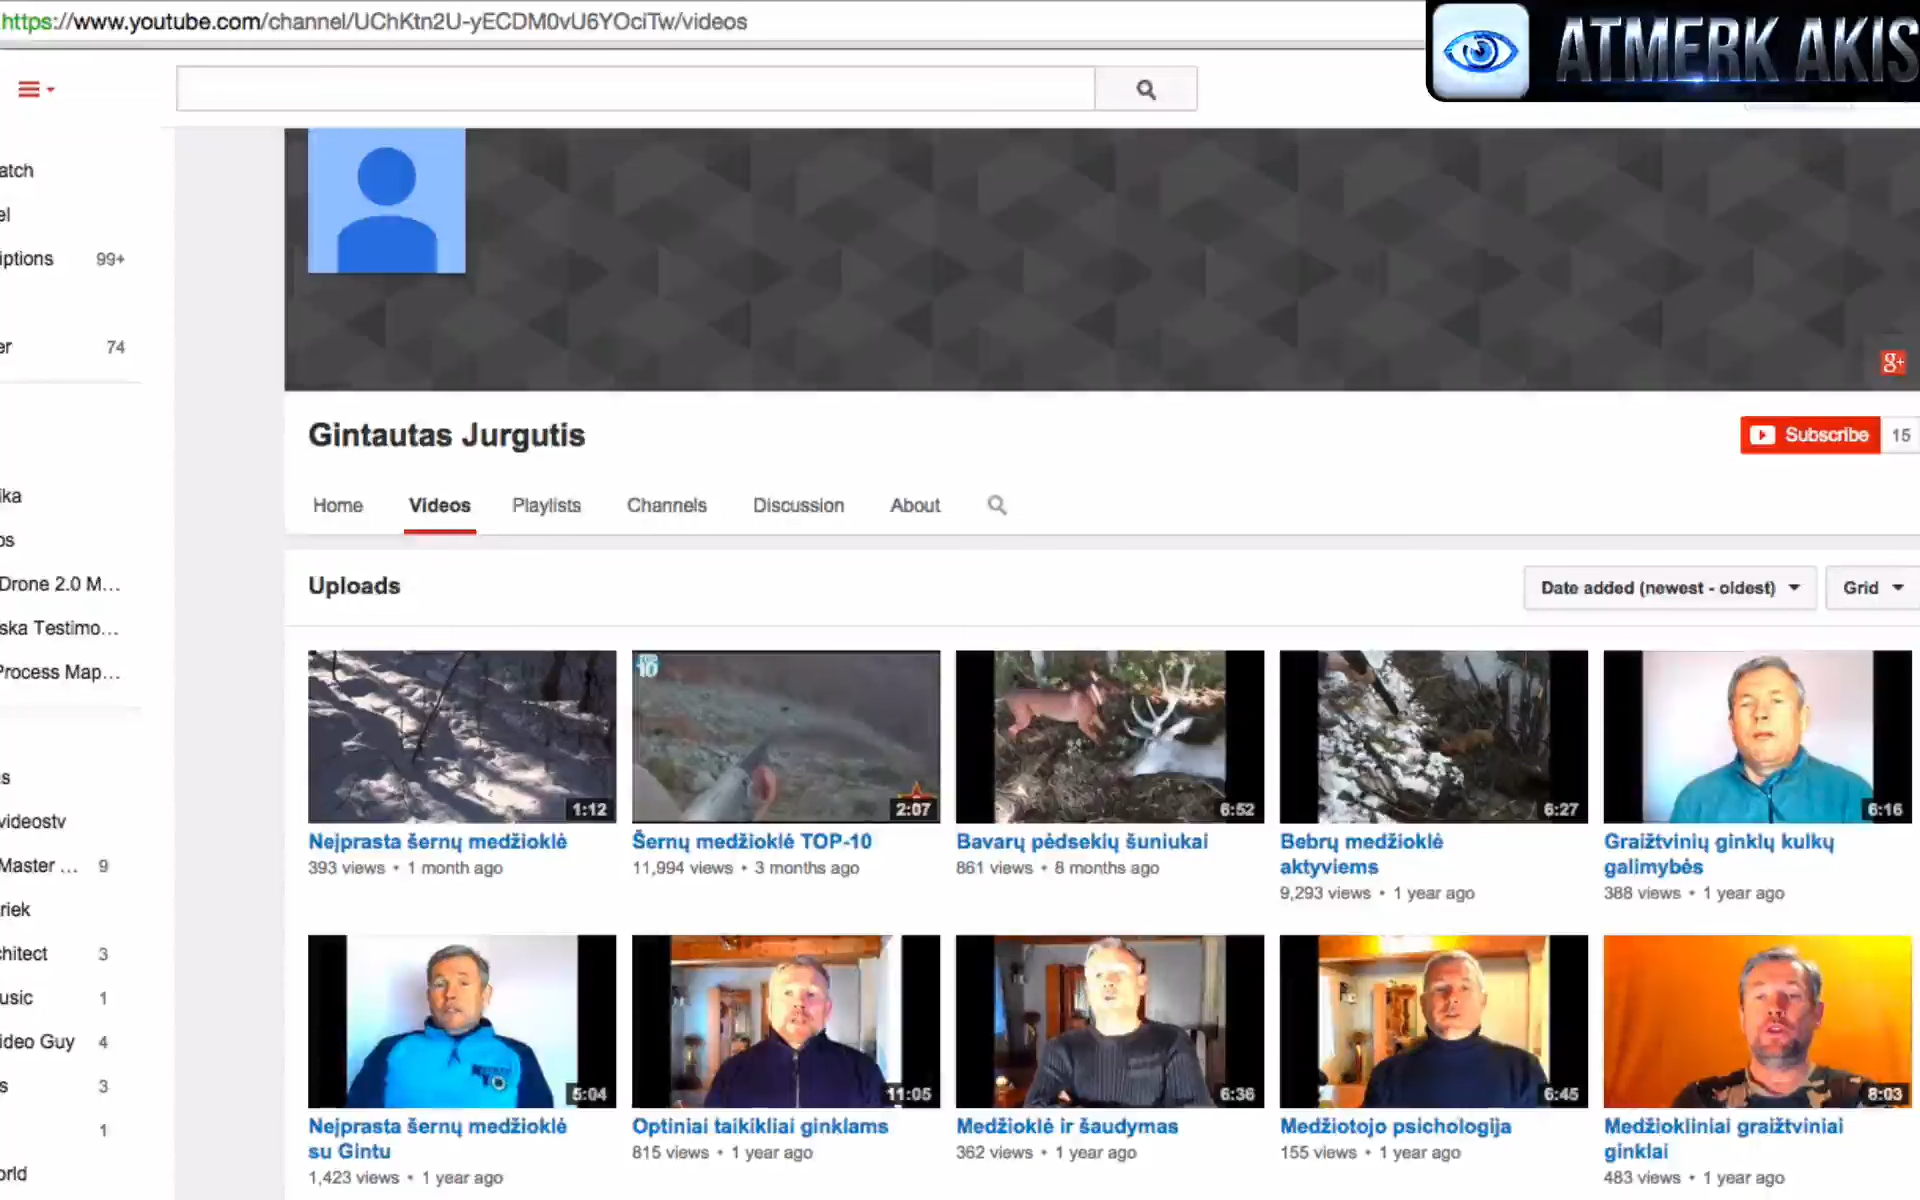 https://www.youtube.com/channel/UChKtn2U-yECDM0vU6YOciTw/videos
ATMERK AKIS
atch
el
iptions 99+
er 74
ika
os
Drone 2.0 M...
ska Testimo...
Process Map...
s
videostv
Master ... 9
riek
chitect 3
usic 1
ideo Guy 4
s 3
1
orld
g+
Gintautas Jurgutis
Subscribe 15
Home Videos Playlists Channels Discussion About
Uploads
Date added (newest - oldest) Grid
10
1:12 2:07 6:52 6:27 6:16
Neįprasta šernų medžioklė
393 views • 1 month ago
Šernų medžioklė TOP-10
11,994 views • 3 months ago
Bavarų pėdsekių šuniukai
861 views • 8 months ago
Bebrų medžioklė
aktyviems
9,293 views • 1 year ago
Graižtvinių ginklų kulkų
galimybės
388 views • 1 year ago
5:04 11:05 6:36 6:45 8:03
Neįprasta šernų medžioklė
su Gintu
1,423 views • 1 year ago
Optiniai taikikliai ginklams
815 views • 1 year ago
Medžioklė ir šaudymas
362 views • 1 year ago
Medžiotojo psichologija
155 views • 1 year ago
Medžiokliniai graižtviniai
ginklai
483 views • 1 year ago